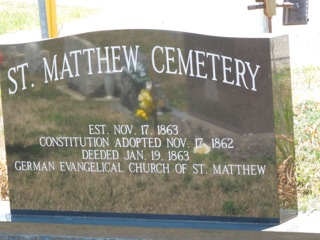 ST. MATTHEW CEMETERY
EST. NOV. 17, 1863
CONSTITUTION ADOPTED NOV. 17, 1862
DEEDED JAN. 19, 1863
GERMAN EVANGELICAL CHURCH OF ST. MATTHEW